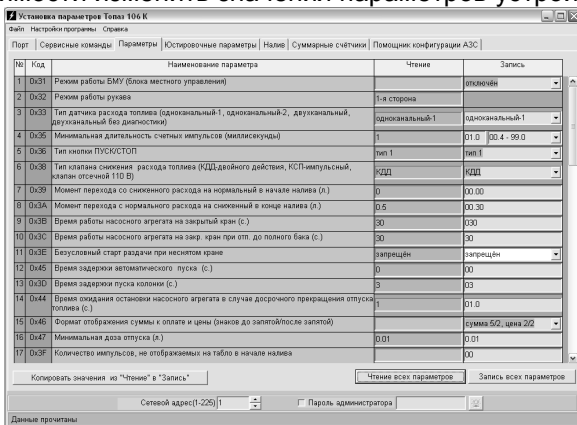 мости изменить значения параметров устрой
Установка параметров Топаз 106 К
Файл Настройки программы Справка
Порт Сервисные команды Параметры Юстировочные параметры Налив Суммарные счётчики Помощник конфигурации АЗС
№ Код Наименование параметра Чтение Запись
1 0x31 Режим работы БМУ (блока местного управления) отключён
2 0x32 Режим работы рукава 1-я сторона
3 0x33 Тип датчика расхода топлива (одноканальный-1, одноканальный-2, двухканальный, одноканальный-1 одноканальный-1
двухканальный без диагностики)
4 0x35 Минимальная длительность счетных импульсов (миллисекунды) 1 01.0 00.4 - 99.0
5 0x36 Тип кнопки ПУСК/СТОП тип 1 тип 1
6 0x38 Тип клапана снижения расхода топлива (КДД-двойного действия, КСП-импульсный, КДД КДД
клапан отсечной 110 В)
7 0x39 Момент перехода со сниженного расхода на нормальный в начале налива (л.) 0 00.00
8 0x3A Момент перехода с нормального расхода на сниженный в конце налива (л.) 0.5 00.30
9 0x3B Время работы насосного агрегата на закрытый кран (с.) 30 030
10 0x3C Время работы насосного агрегата на закр. кран при отп. до полного бака (с.) 30 30
11 0x3E Безусловный старт раздачи при неснятом кране запрещён запрещён
12 0x45 Время задержки автоматического пуска (с.) 0 00
13 0x3D Время задержки пуска колонки (с.) 3 03
14 0x44 Время ожидания остановки насосного агрегата в случае досрочного прекращения отпуска 1 01.0
топлива (с.)
15 0x46 Формат отображения суммы к оплате и цены (знаков до запятой/после запятой) сумма 5/2, цена 2/2
16 0x47 Минимальная доза отпуска (л.) 0.01 0.01
17 0x3F Количество импульсов, не отображаемых на табло в начале налива 00
Копировать значения из "Чтение" в "Запись" Чтение всех параметров Запись всех параметров
Сетевой адрес(1-225) 1 Пароль администратора
Данные прочитаны